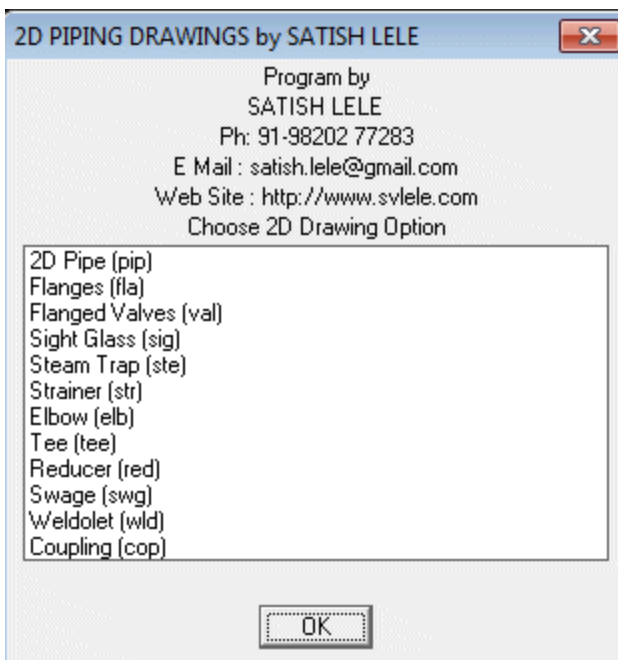 2D PIPING DRAWINGS by SATISH LELE
Program by
SATISH LELE
Ph: 91-98202 77283
E Mail : satish.lele@gmail.com
Web Site : http://www.svlele.com
Choose 2D Drawing Option
2D Pipe (pip)
Flanges (fla)
Flanged Valves (val)
Sight Glass (sig)
Steam Trap (ste)
Strainer (str)
Elbow (elb)
Tee (tee)
Reducer (red)
Swage (swg)
Weldolet (wld)
Coupling (cop)
OK